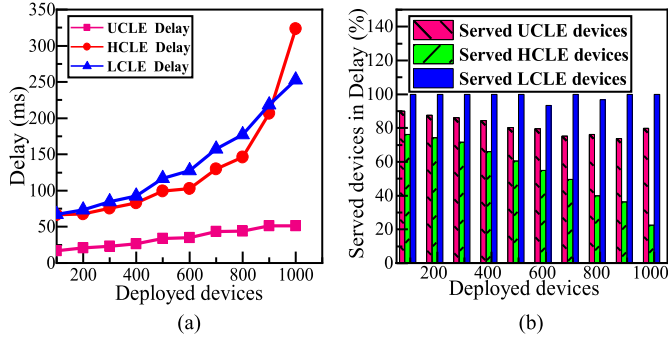 350
300
250
200
150
100
50
0
Delay (ms)
UCLE Delay
HCLE Delay
LCLE Delay
200 400 600 800 1000
Deployed devices
(a)
140
120
100
80
60
40
20
0
Served devices in Delay (%)
Served UCLE devices
Served HCLE devices
Served LCLE devices
200 400 600 800 1000
Deployed devices
(b)